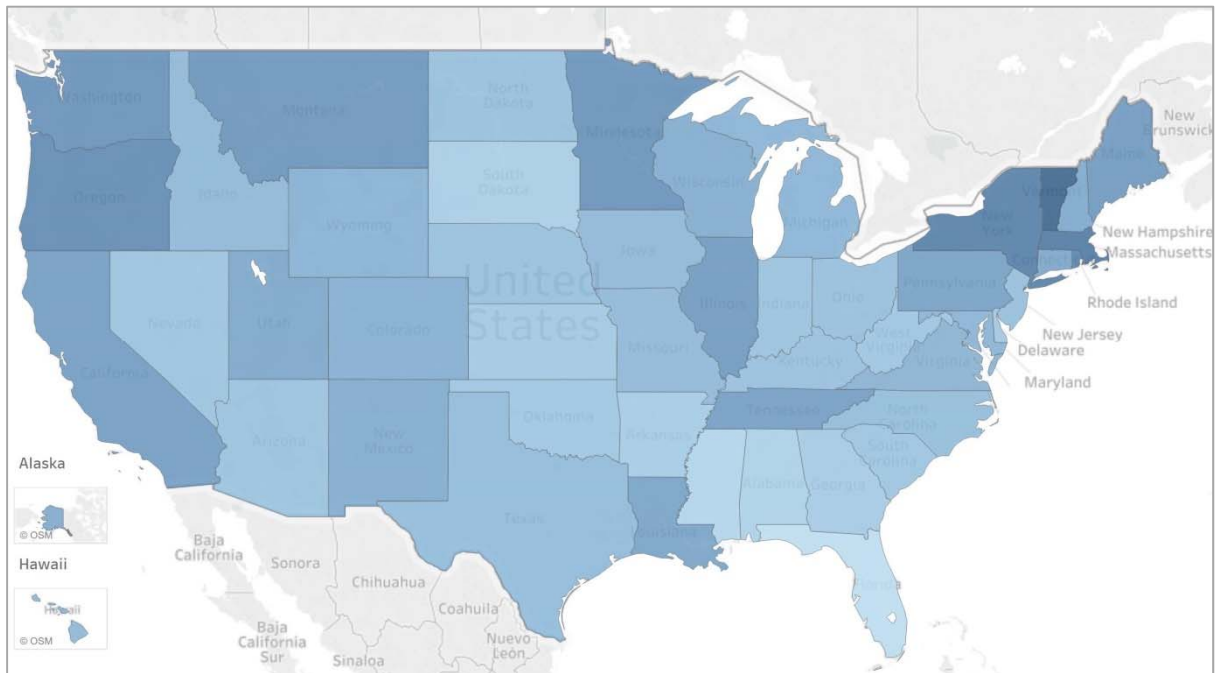 Washington
Montana
North
Dakota
Minnesota
New
Brunswick
Maine
Oregon
Idaho
South
Dakota
Wisconsin
Vermont
New
York
Wyoming
Michigan
New Hampshire
Massachusetts
Iowa
Connect
Pennsylvania
United
States
Rhode Island
Nevada
Utah
Colorado
Illinois
Indiana
Ohio
New Jersey
West
Virginia
Delaware
Missouri
Kentucky
Virginia
Maryland
California
Tennessee
North
Carolina
Arizona
New
Mexico
Oklahoma
Arkansas
South
Carolina
Alabama
Georgia
Alaska
© OSM
Texas
Louisiana
Baja
California
Sonora
Chihuahua
Florida
Hawaii
Hawaii
© OSM
Coahuila
Baja
California
Sur
Nuevo
León
Sinaloa